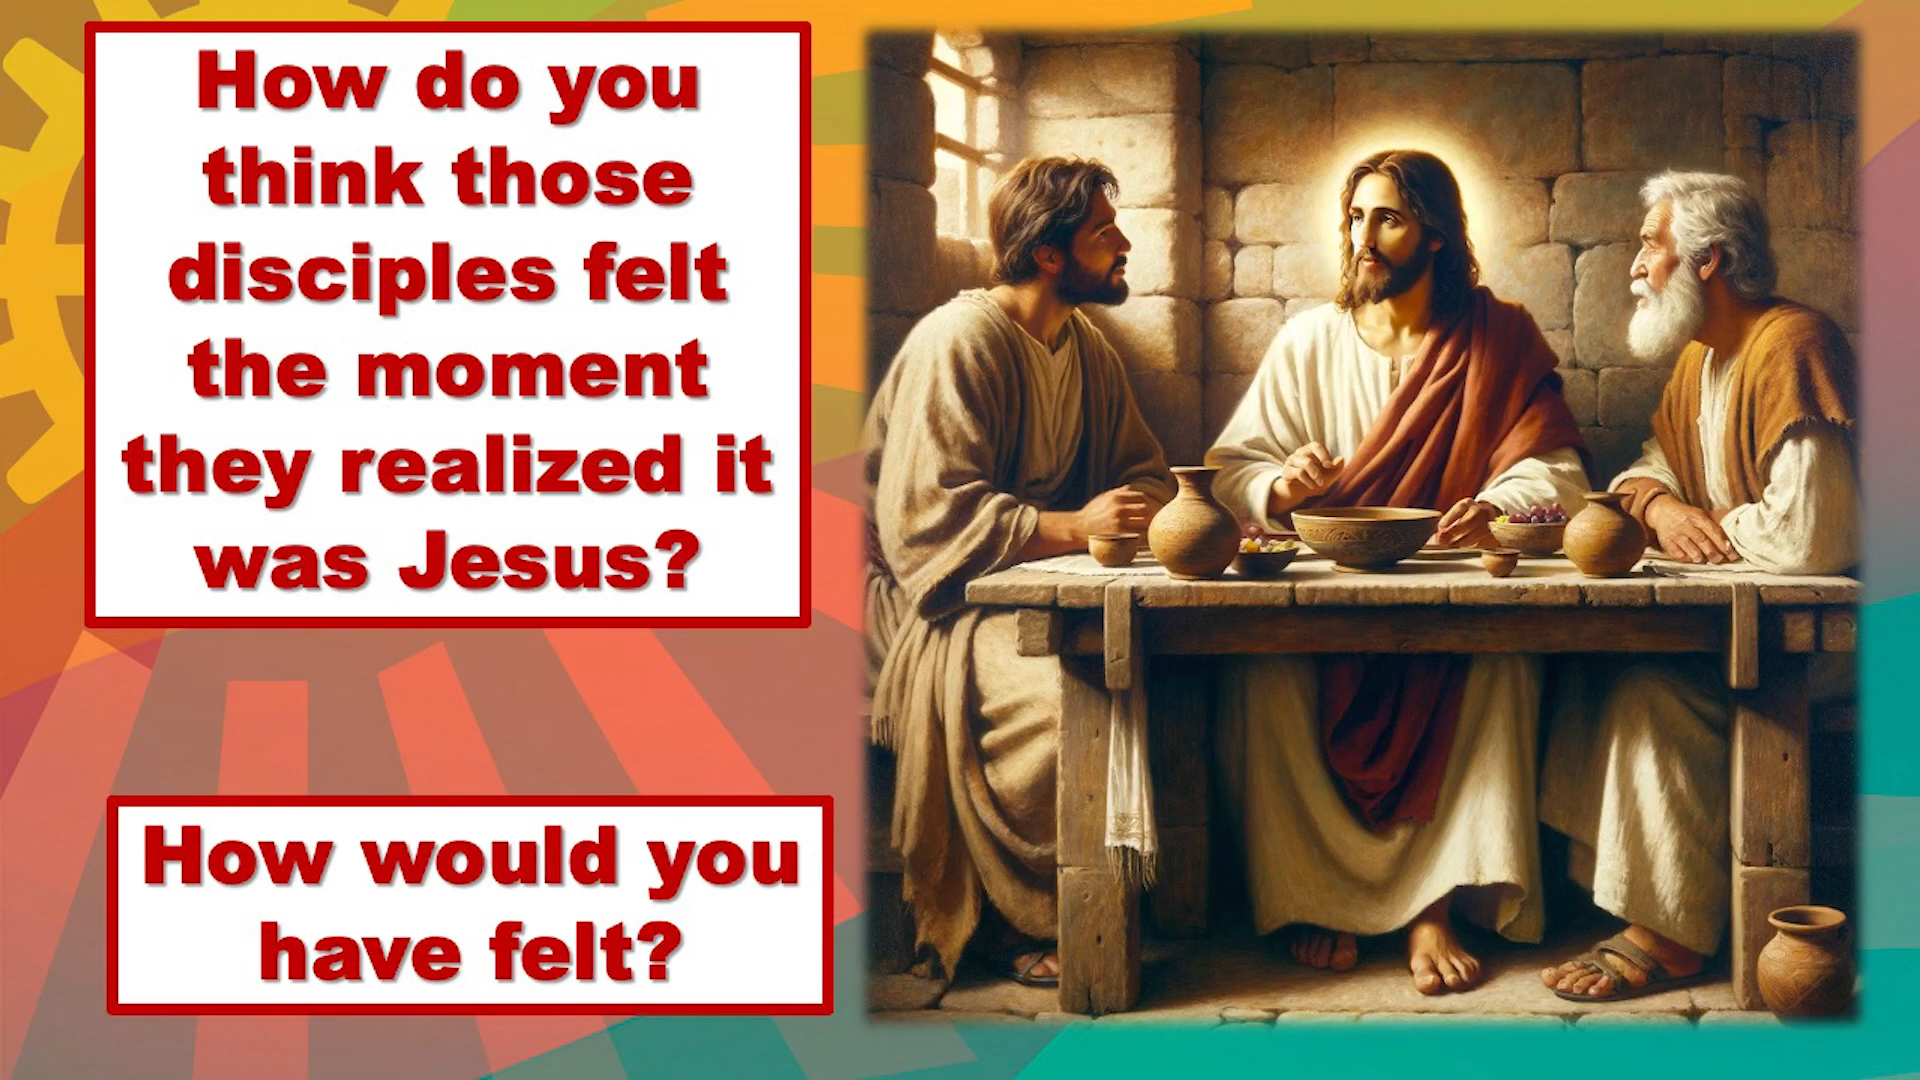 How do you
think those
disciples felt
the moment
they realized it
was Jesus?
How would you
have felt?